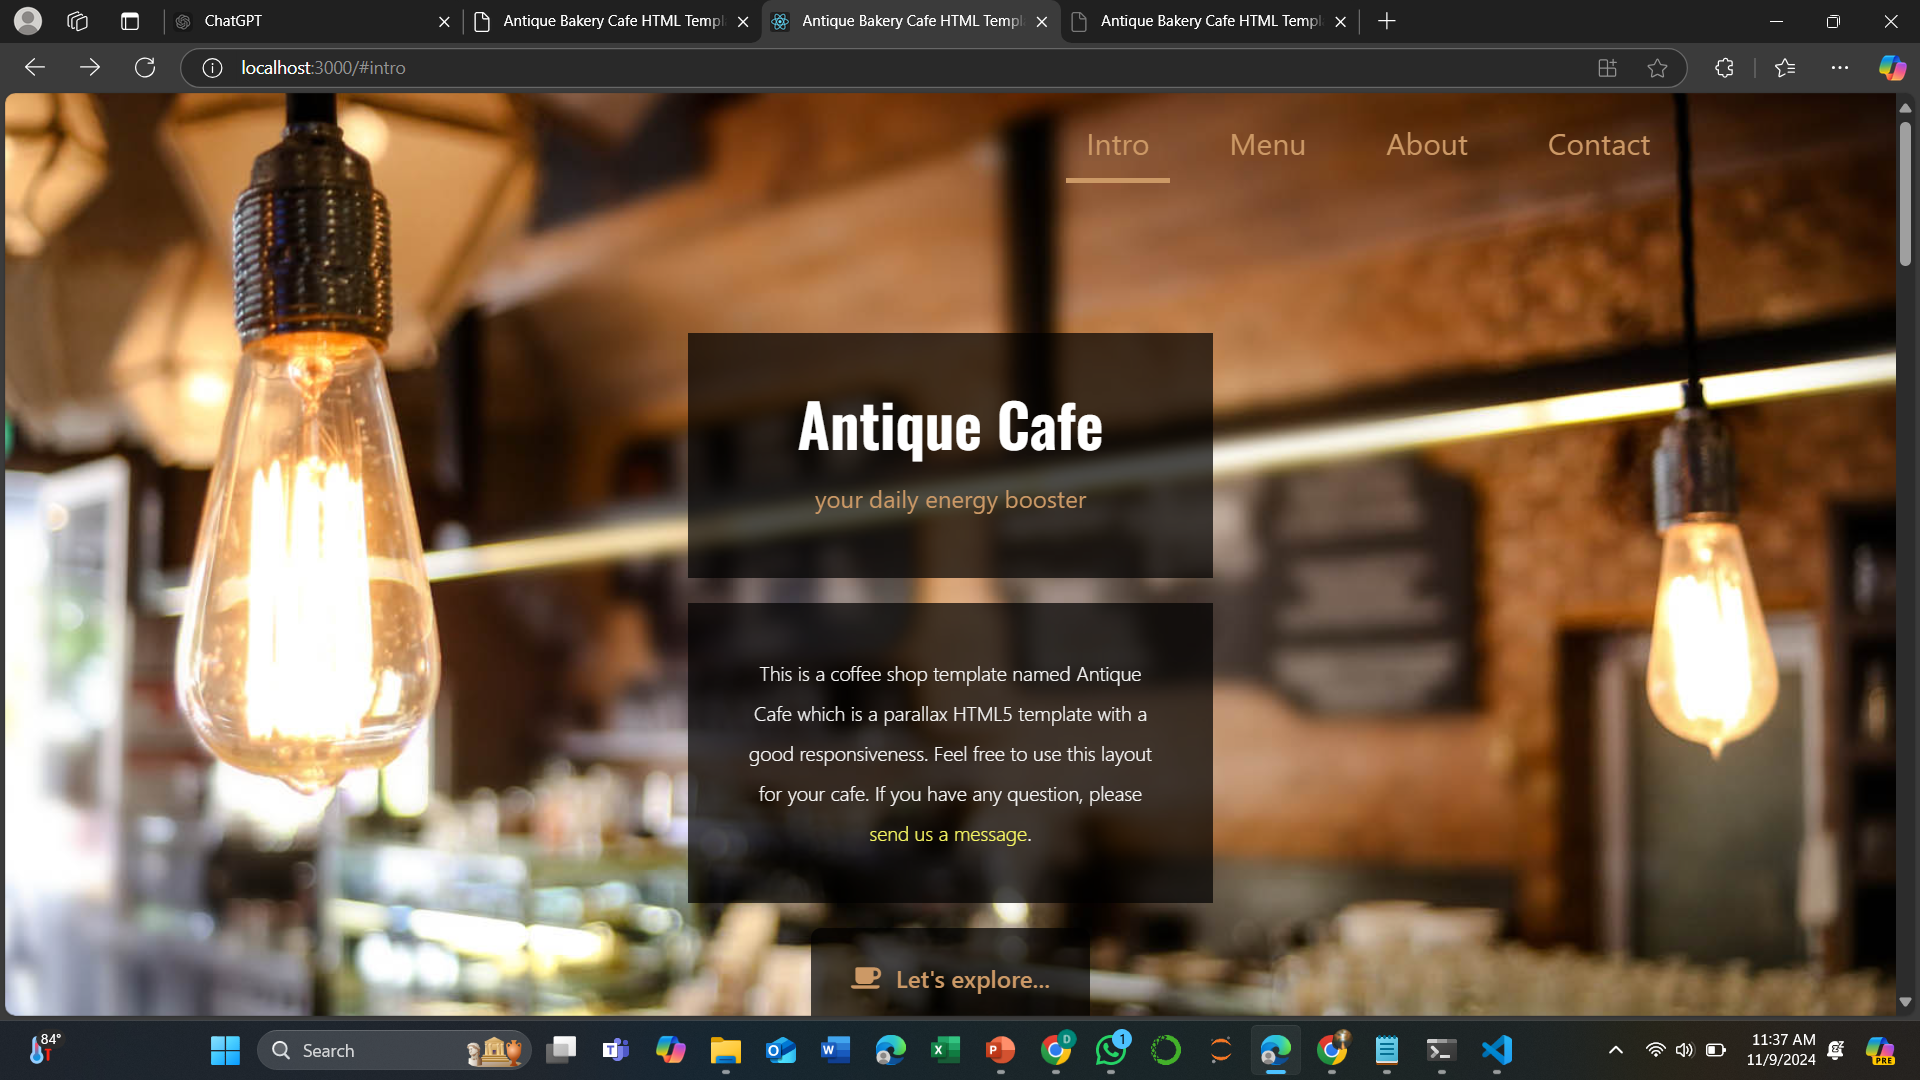 ChatGPT
Antique Bakery Cafe HTML Templ
Antique Bakery Cafe HTML Templ
Antique Bakery Cafe HTML Templ
localhost:3000/#intro
Intro
Menu
About
Contact
Antique Cafe
your daily energy booster
This is a coffee shop template named Antique
Cafe which is a parallax HTML5 template with a
good responsiveness. Feel free to use this layout
for your cafe. If you have any question, please
send us a message.
Let's explore...
84°
Search
D
1
11:37 AM
11/9/2024
PRE